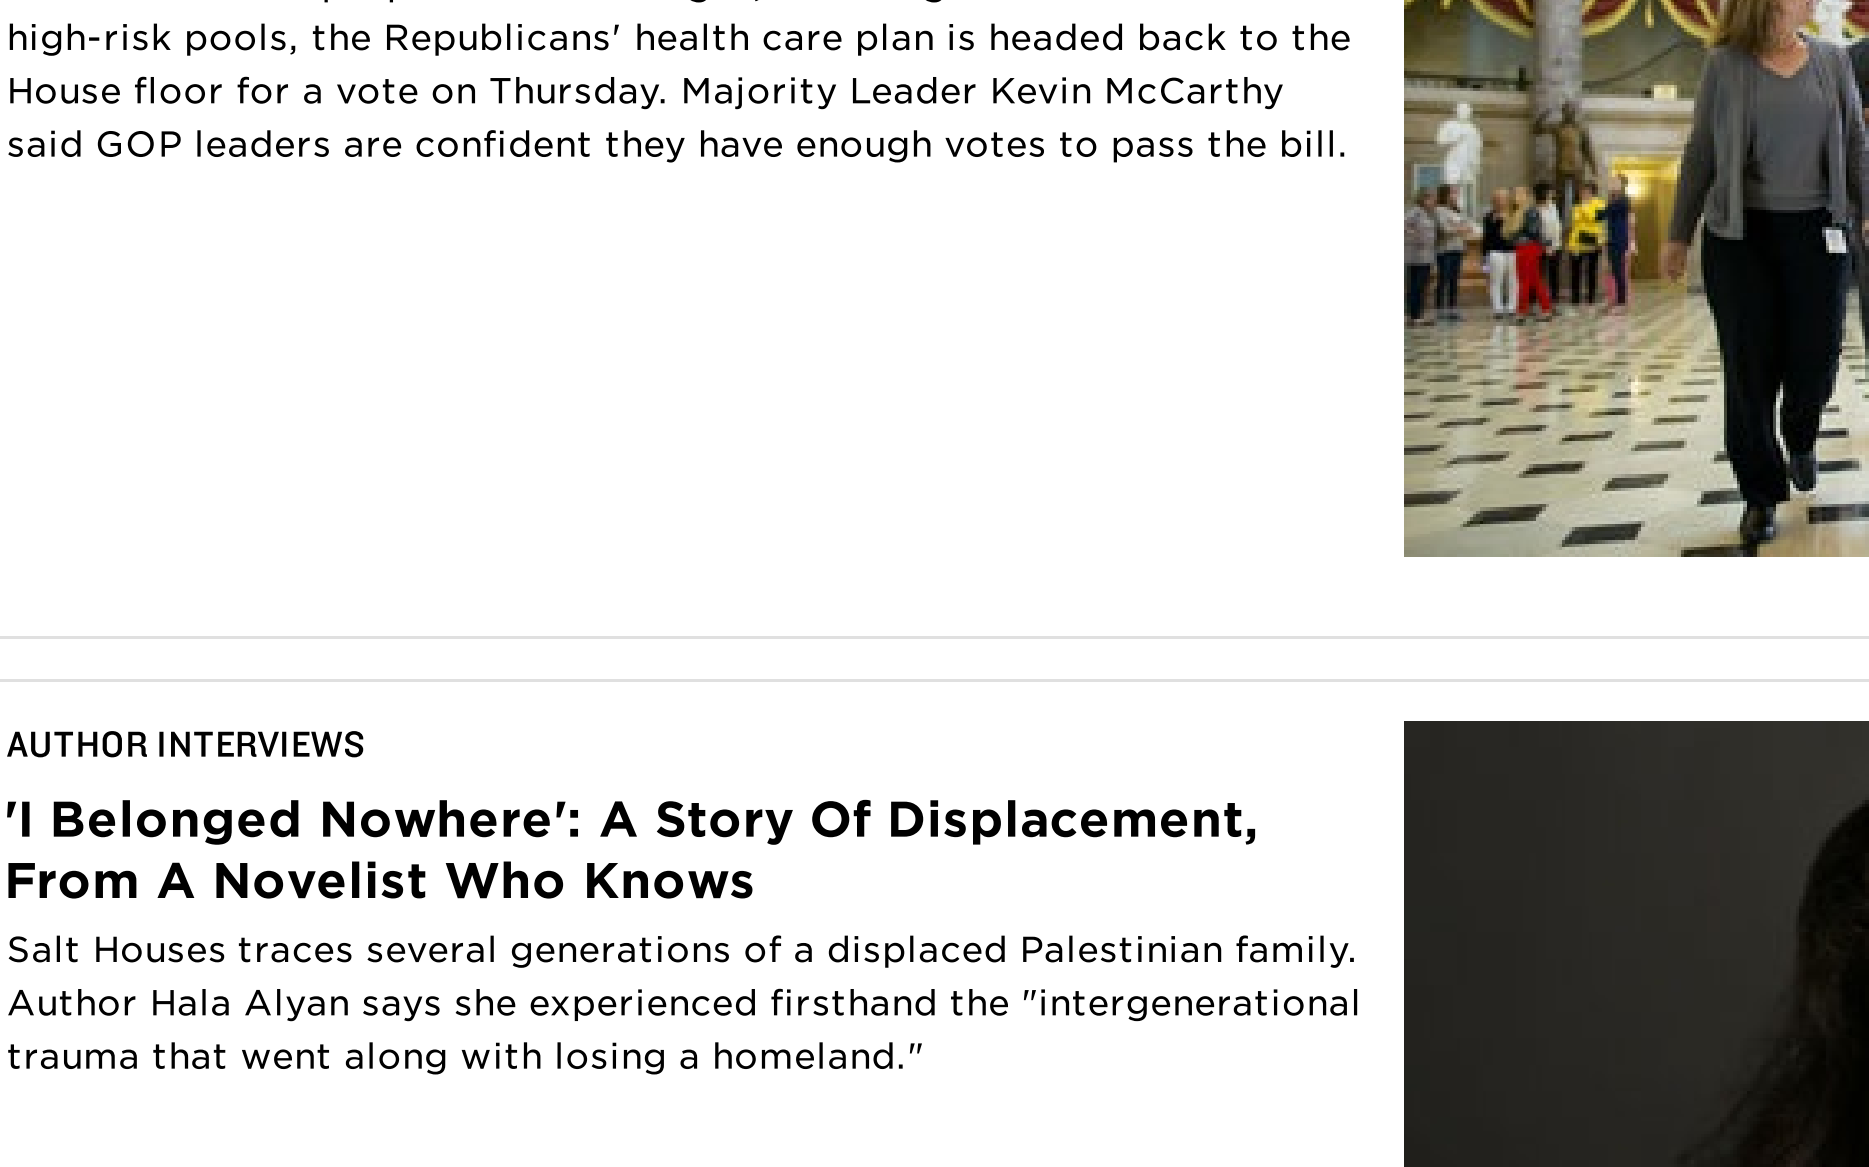 high-risk pools, the Republicans' health care plan is headed back to the
House floor for a vote on Thursday. Majority Leader Kevin McCarthy
said GOP leaders are confident they have enough votes to pass the bill.
AUTHOR INTERVIEWS
'I Belonged Nowhere': A Story Of Displacement,
From A Novelist Who Knows
Salt Houses traces several generations of a displaced Palestinian family.
Author Hala Alyan says she experienced firsthand the "intergenerational
trauma that went along with losing a homeland."